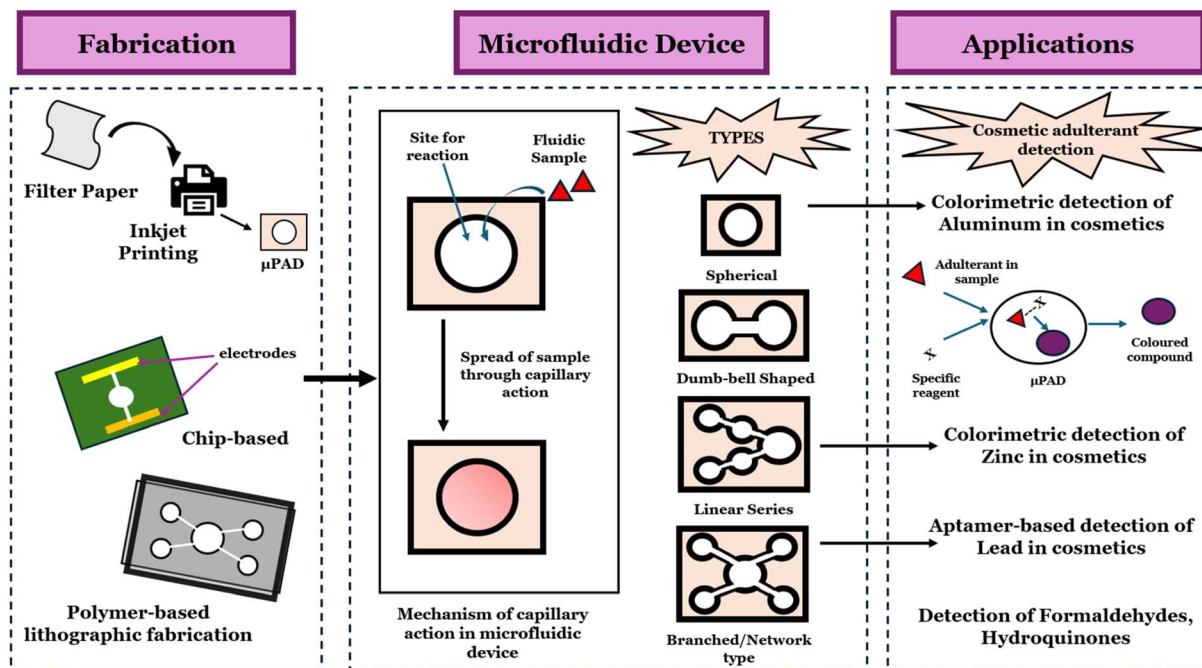 Fabrication
Filter Paper
Inkjet
Printing
µPAD
electrodes
Chip-based
Polymer-based
lithographic fabrication
Microfluidic Device
Site for
reaction
Fluidic
Sample
Spread of sample
through capillary
action
Mechanism of capillary
action in microfluidic
device
TYPES
Spherical
Dumb-bell Shaped
Linear Series
Branched/Network
type
Applications
Cosmetic adulterant
detection
Colorimetric detection of
Aluminum in cosmetics
Adulterant in
sample
X
X
Specific
reagent
µPAD
Coloured
compound
Colorimetric detection of
Zinc in cosmetics
Aptamer-based detection of
Lead in cosmetics
Detection of Formaldehydes,
Hydroquinones